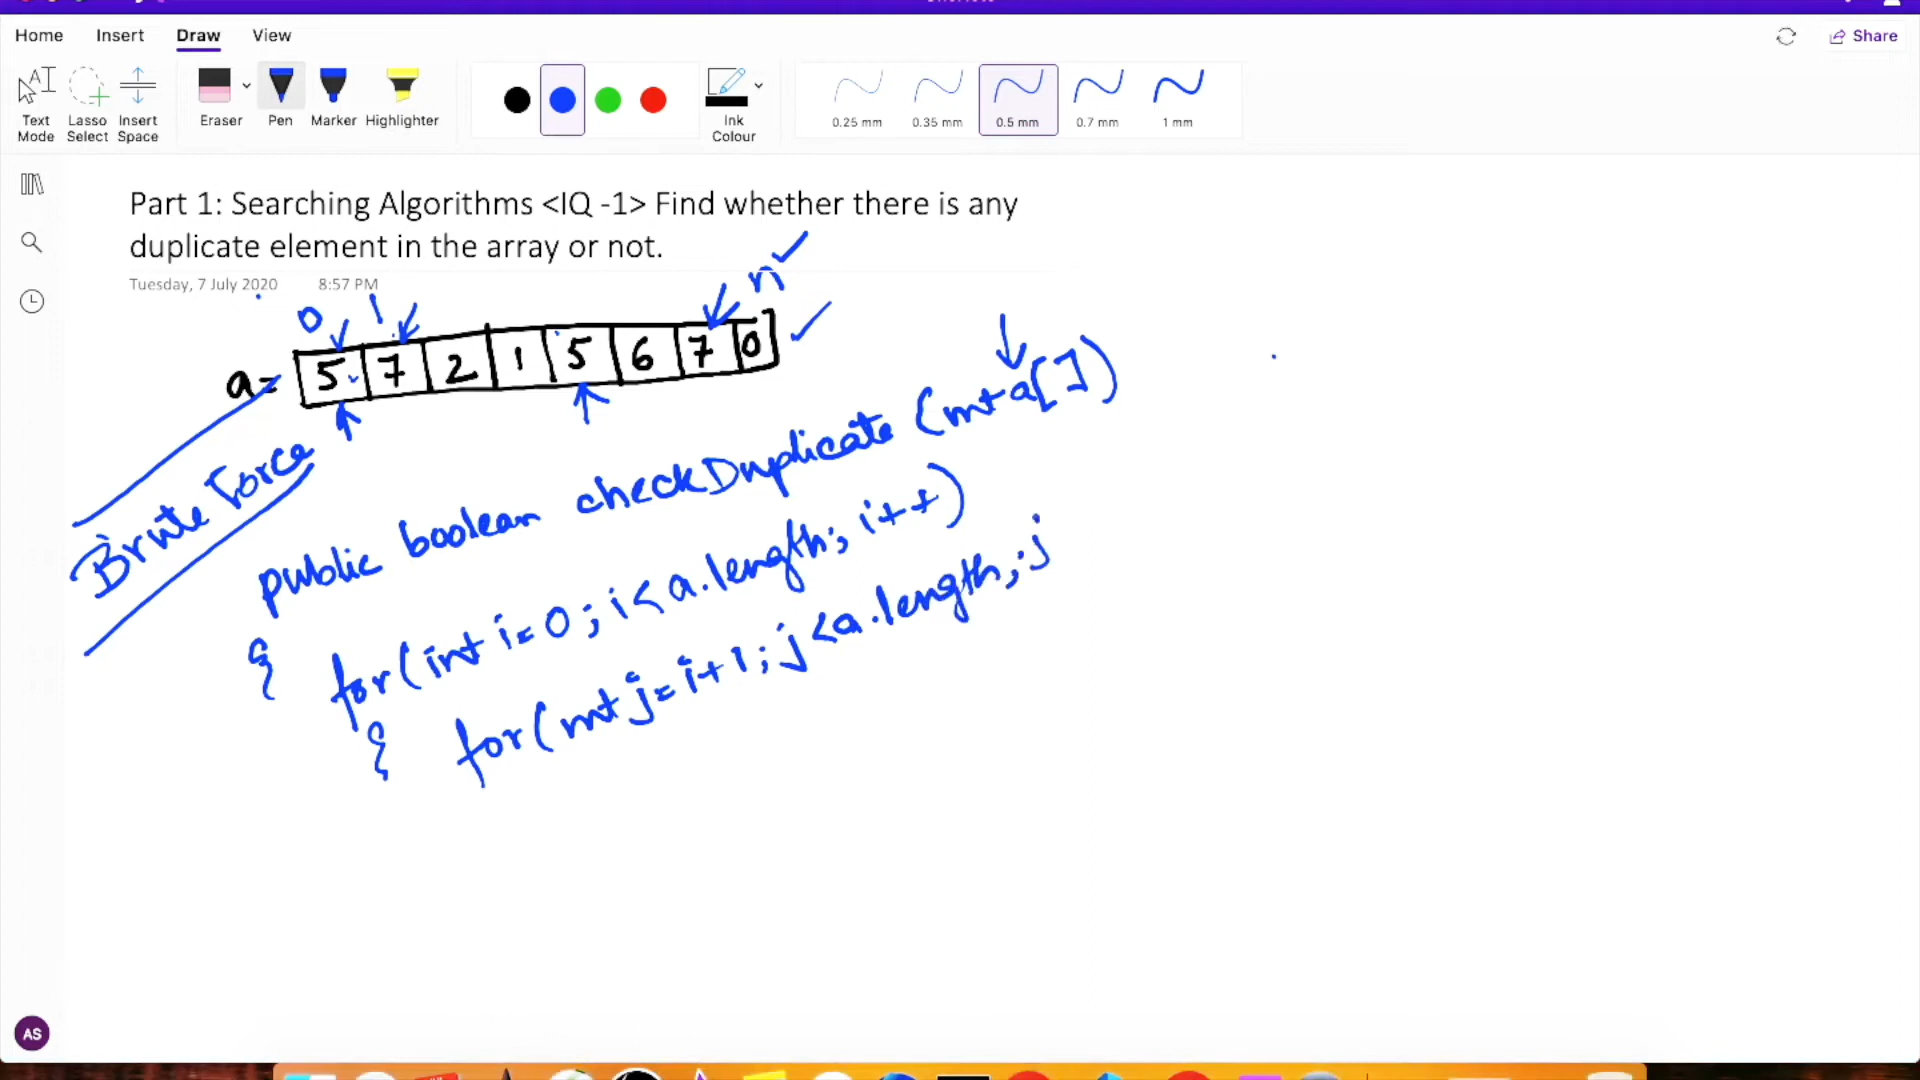 Home Insert Draw View Share
Text Mode Lasso Select Insert Space Eraser Pen Marker Highlighter Ink Colour 0.25 mm 0.35 mm 0.5 mm 0.7 mm 1 mm
Part 1: Searching Algorithms <IQ -1> Find whether there is any
duplicate element in the array or not.
Tuesday, 7 July 2020 8:57 PM
0 1 n
a= 5 7 2 1 5 6 7 0
Brute Force
public boolean checkDuplicate (int a[])
{ for(int i=0; i<a.length; i++)
{ for(int j=i+1; j<a.length; j
AS